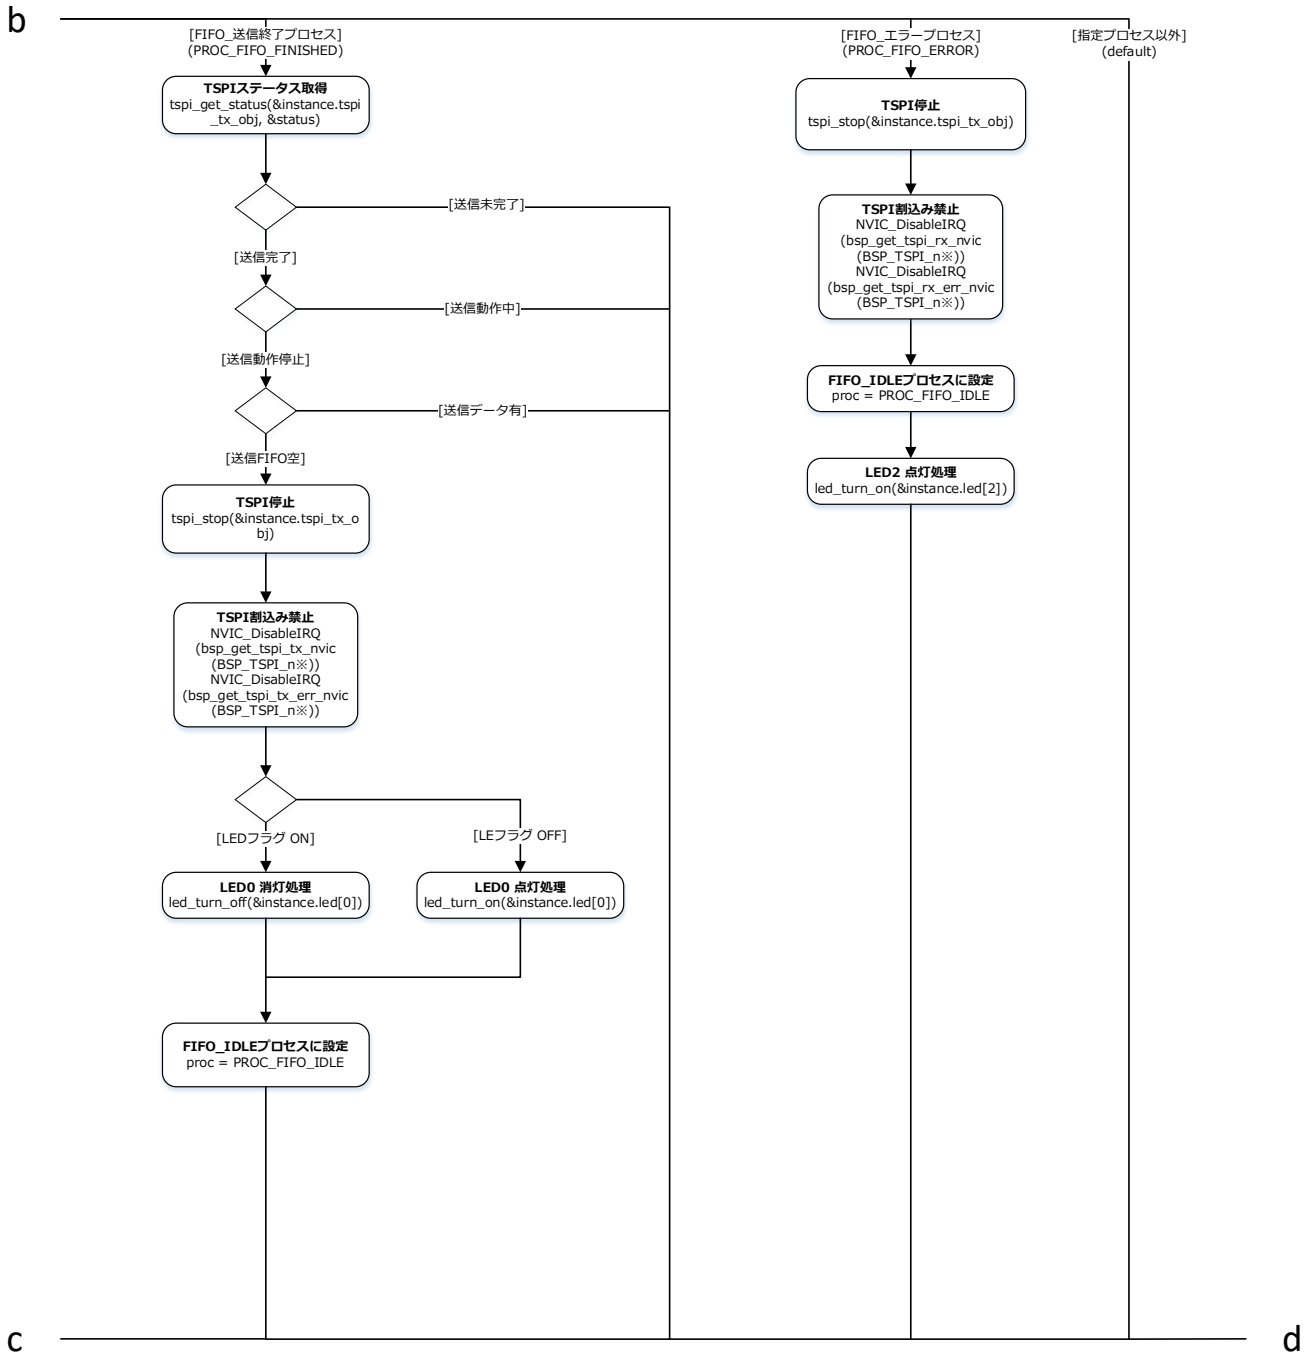 b
[FIFO_送信終了プロセス]
(PROC_FIFO_FINISHED)
TSPIステータス取得
tspi_get_status(&instance.tspi
_tx_obj, &status)
[送信未完了]
[送信完了]
[送信動作中]
[送信動作停止]
[送信データ有]
[送信FIFO空]
TSPI停止
tspi_stop(&instance.tspi_tx_o
bj)
TSPI割込み禁止
NVIC_DisableIRQ
(bsp_get_tspi_tx_nvic
(BSP_TSPI_n※))
NVIC_DisableIRQ
(bsp_get_tspi_tx_err_nvic
(BSP_TSPI_n※))
[LEDフラグ ON]
[LEフラグ OFF]
LED0 消灯処理
led_turn_off(&instance.led[0])
LED0 点灯処理
led_turn_on(&instance.led[0])
FIFO_IDLEプロセスに設定
proc = PROC_FIFO_IDLE
[FIFO_エラープロセス]
(PROC_FIFO_ERROR)
TSPI停止
tspi_stop(&instance.tspi_tx_obj)
TSPI割込み禁止
NVIC_DisableIRQ
(bsp_get_tspi_rx_nvic
(BSP_TSPI_n※))
NVIC_DisableIRQ
(bsp_get_tspi_rx_err_nvic
(BSP_TSPI_n※))
FIFO_IDLEプロセスに設定
proc = PROC_FIFO_IDLE
LED2 点灯処理
led_turn_on(&instance.led[2])
[指定プロセス以外]
(default)
c
d